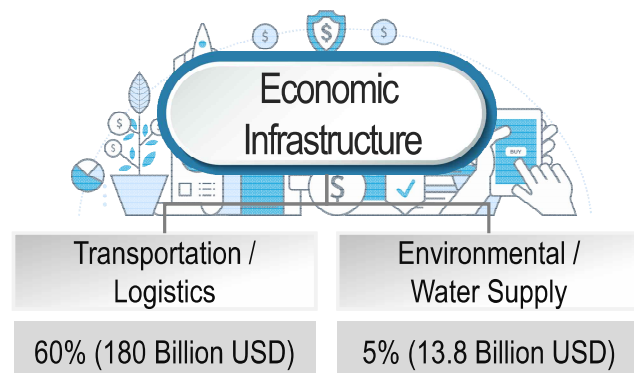 $
$
$
Economic
Infrastructure
$
$
BUY
$
Transportation /
Logistics
Environmental /
Water Supply
60% (180 Billion USD)
5% (13.8 Billion USD)